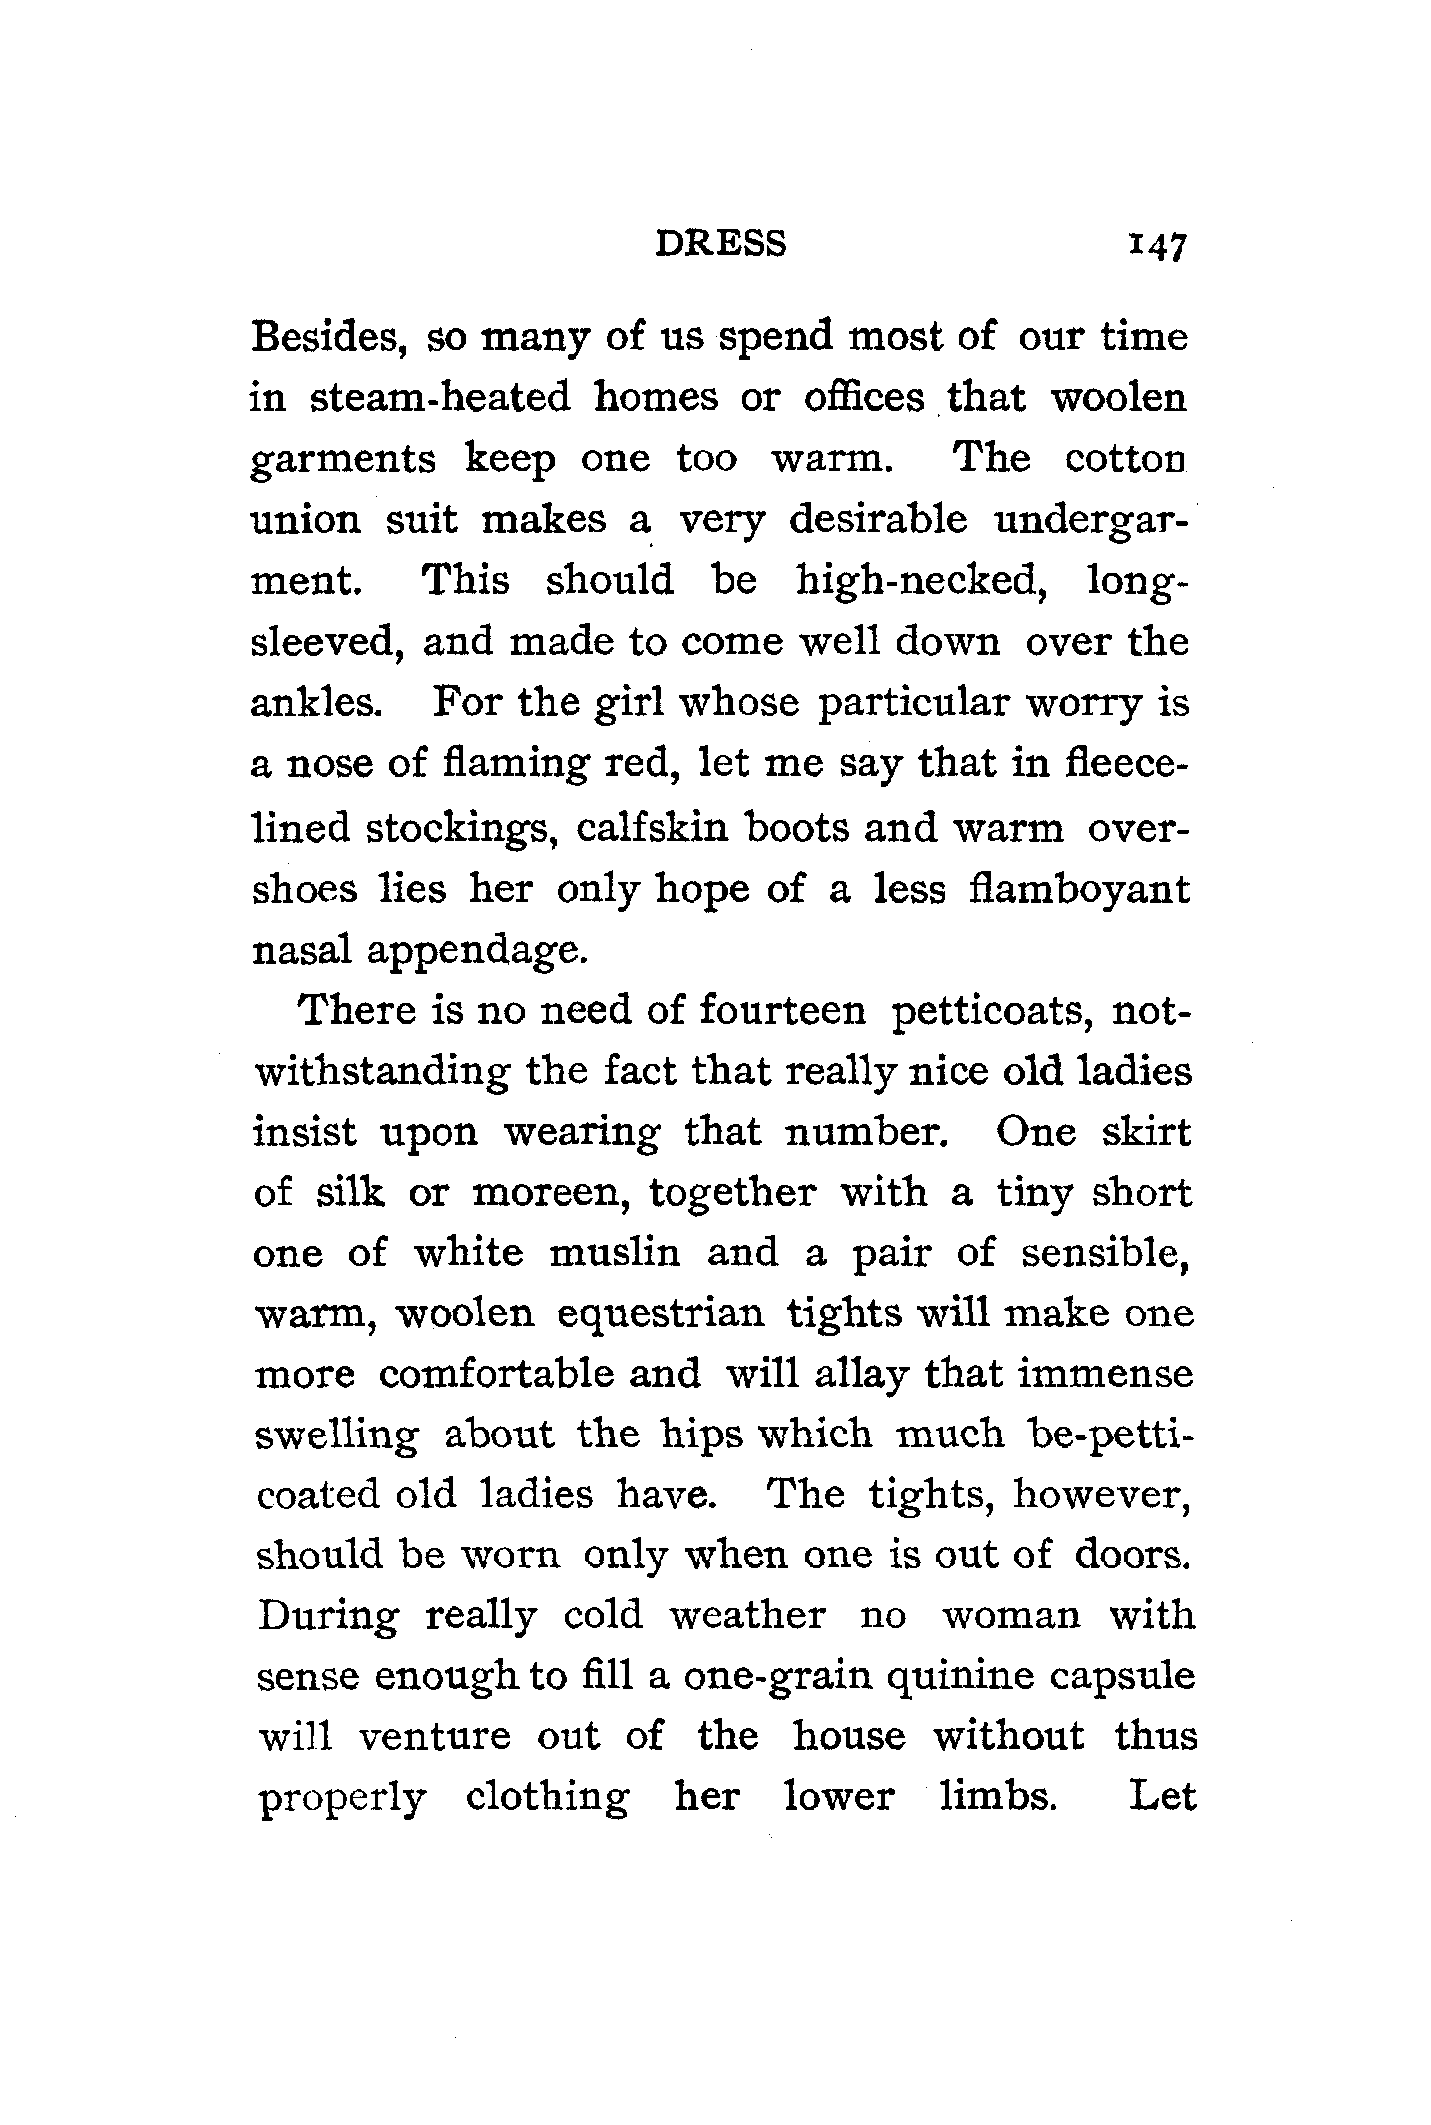 DRESS 147
Besides, so many of us spend most of our time
in steam-heated homes or offices that woolen
garments keep one too warm. The cotton
union suit makes a very desirable undergar-
ment. This should be high-necked, long-
sleeved, and made to come well down over the
ankles. For the girl whose particular worry is
a nose of flaming red, let me say that in fleece-
lined stockings, calfskin boots and warm over-
shoes lies her only hope of a less flamboyant
nasal appendage.
There is no need of fourteen petticoats, not-
withstanding the fact that really nice old ladies
insist upon wearing that number. One skirt
of silk or moreen, together with a tiny short
one of white muslin and a pair of sensible,
warm, woolen equestrian tights will make one
more comfortable and will allay that immense
swelling about the hips which much be-petti-
coated old ladies have. The tights, however,
should be worn only when one is out of doors.
During really cold weather no woman with
sense enough to fill a one-grain quinine capsule
will venture out of the house without thus
properly clothing her lower limbs. Let